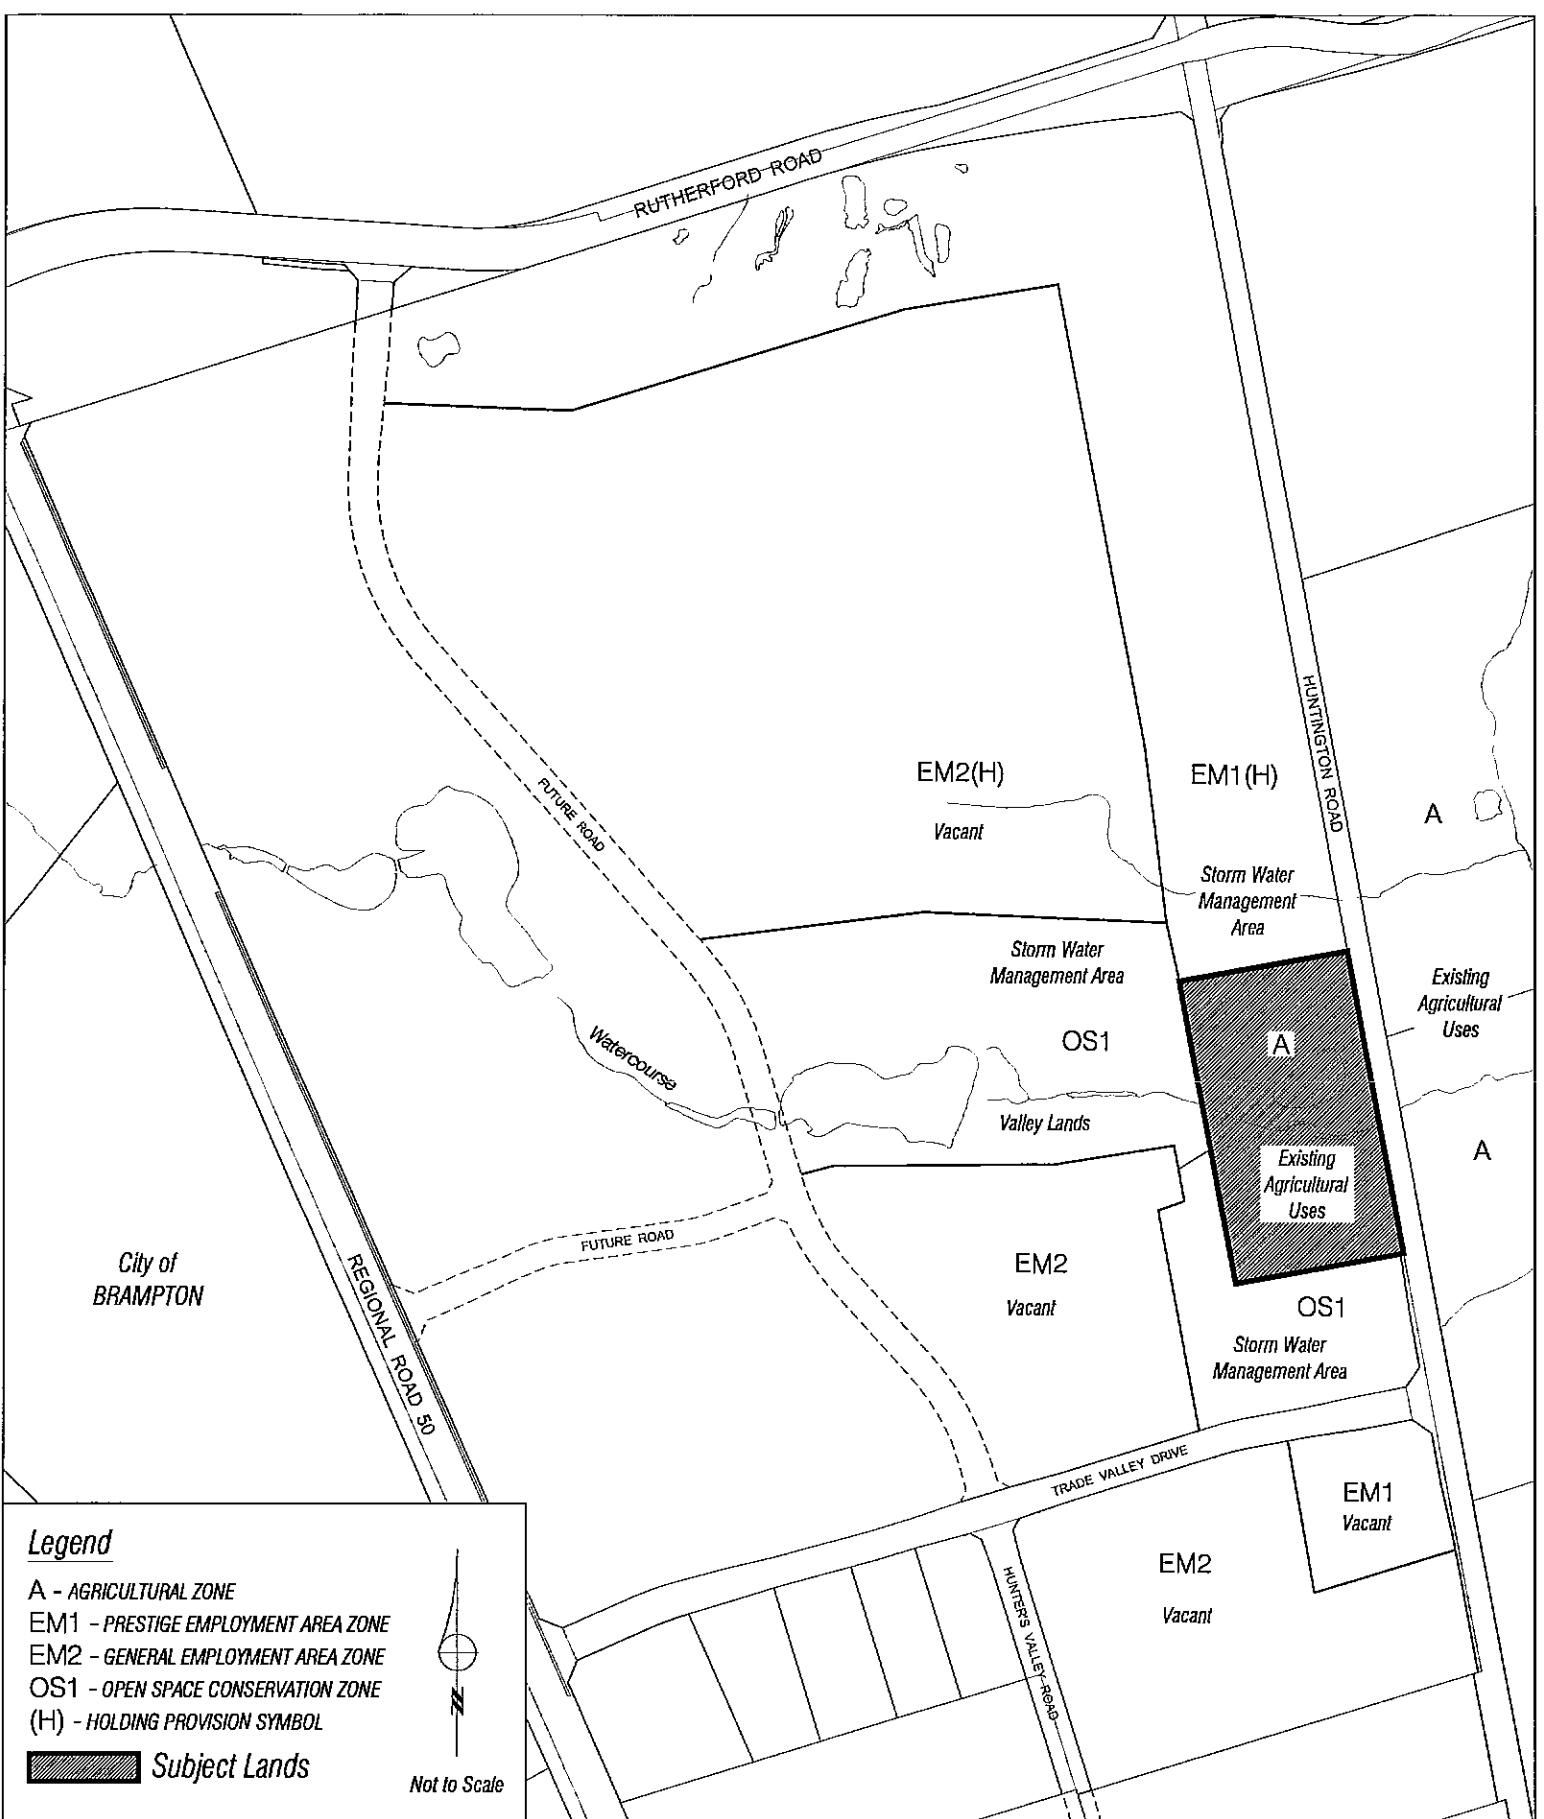 RUTHERFORD ROAD
HUNTINGTON ROAD
FUTURE ROAD
EM2(H)
Vacant
EM1(H)
A
Storm Water
Management
Area
Storm Water
Management Area
Existing
Agricultural
Uses
OS1
A
Watercourse
Valley Lands
Existing
Agricultural
Uses
A
FUTURE ROAD
City of
BRAMPTON
REGIONAL ROAD 50
EM2
Vacant
OS1
Storm Water
Management Area
TRADE VALLEY DRIVE
EM1
Vacant
EM2
Vacant
HUNTER'S VALLEY ROAD
Legend
A - AGRICULTURAL ZONE
EM1 - PRESTIGE EMPLOYMENT AREA ZONE
EM2 - GENERAL EMPLOYMENT AREA ZONE
OS1 - OPEN SPACE CONSERVATION ZONE
(H) - HOLDING PROVISION SYMBOL
Subject Lands
N
Not to Scale